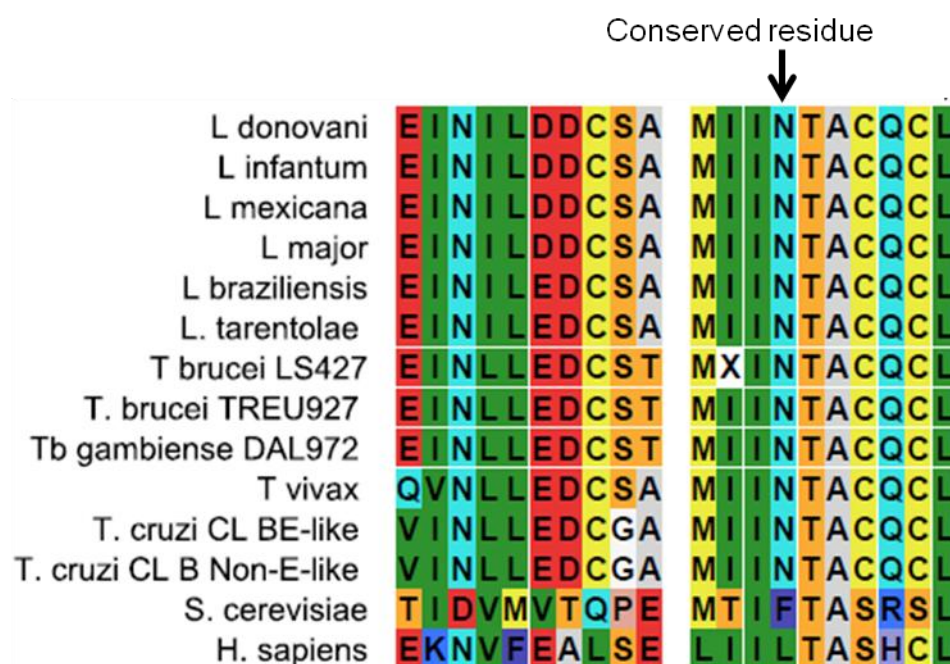 Conserved residue
L donovani EINILDDCSA MIINTACQCL
L infantum EINILDDCSA MIINTACQCL
L mexicana EINILDDCSA MIINTACQCL
L major EINILDDCSA MIINTACQCL
L braziliensis EINILEDCSA MIINTACQCL
L. tarentolae EINILEDCSA MIINTACQCL
T brucei LS427 EINLLEDCST MXINTACQCL
T. brucei TREU927 EINLLEDCST MIINTACQCL
Tb gambiense DAL972 EINLLEDCST MIINTACQCL
T vivax QVNLLEDCSA MIINTACQCL
T. cruzi CL BE-like VINLLEDCGA MIINTACQCL
T. cruzi CL B Non-E-like VINLLEDCGA MIINTACQCL
S. cerevisiae TIDVMVTQPE MTIFTASRSL
H. sapiens EKNVFEALSE LIILTASHCL